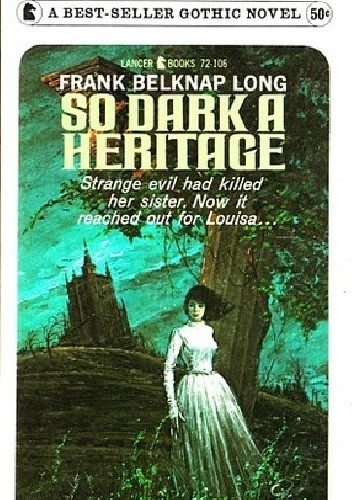 A BEST-SELLER GOTHIC NOVEL 50¢
LANCER BOOKS 72-106
FRANK BELKNAP LONG
SO DARK A
HERITAGE
Strange evil had killed
her sister. Now it
reached out for Louisa...